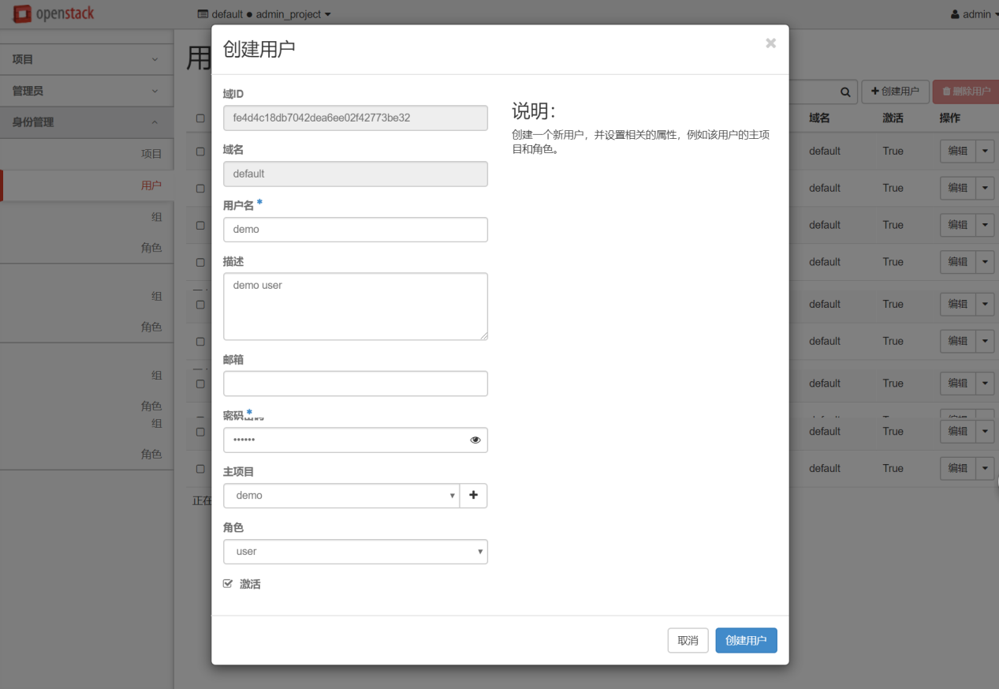 openstack
default ● admin_project
admin
项目
管理员
身份管理
项目
用户
组
角色
组
角色
组
角色
组
角色
用
创建用户
删除用户
域名 激活 操作
default True 编辑
default True 编辑
default True 编辑
default True 编辑
default True 编辑
default True 编辑
default True 编辑
default True 编辑
default True 编辑
正在
创建用户
×
域ID
fe4d4c18db7042dea6ee02f42773be32
域名
default
用户名 *
demo
描述
demo user
邮箱
密码 *
••••••
主项目
demo
角色
user
激活
说明：
创建一个新用户，并设置相关的属性，例如该用户的主项
目和角色。
取消
创建用户